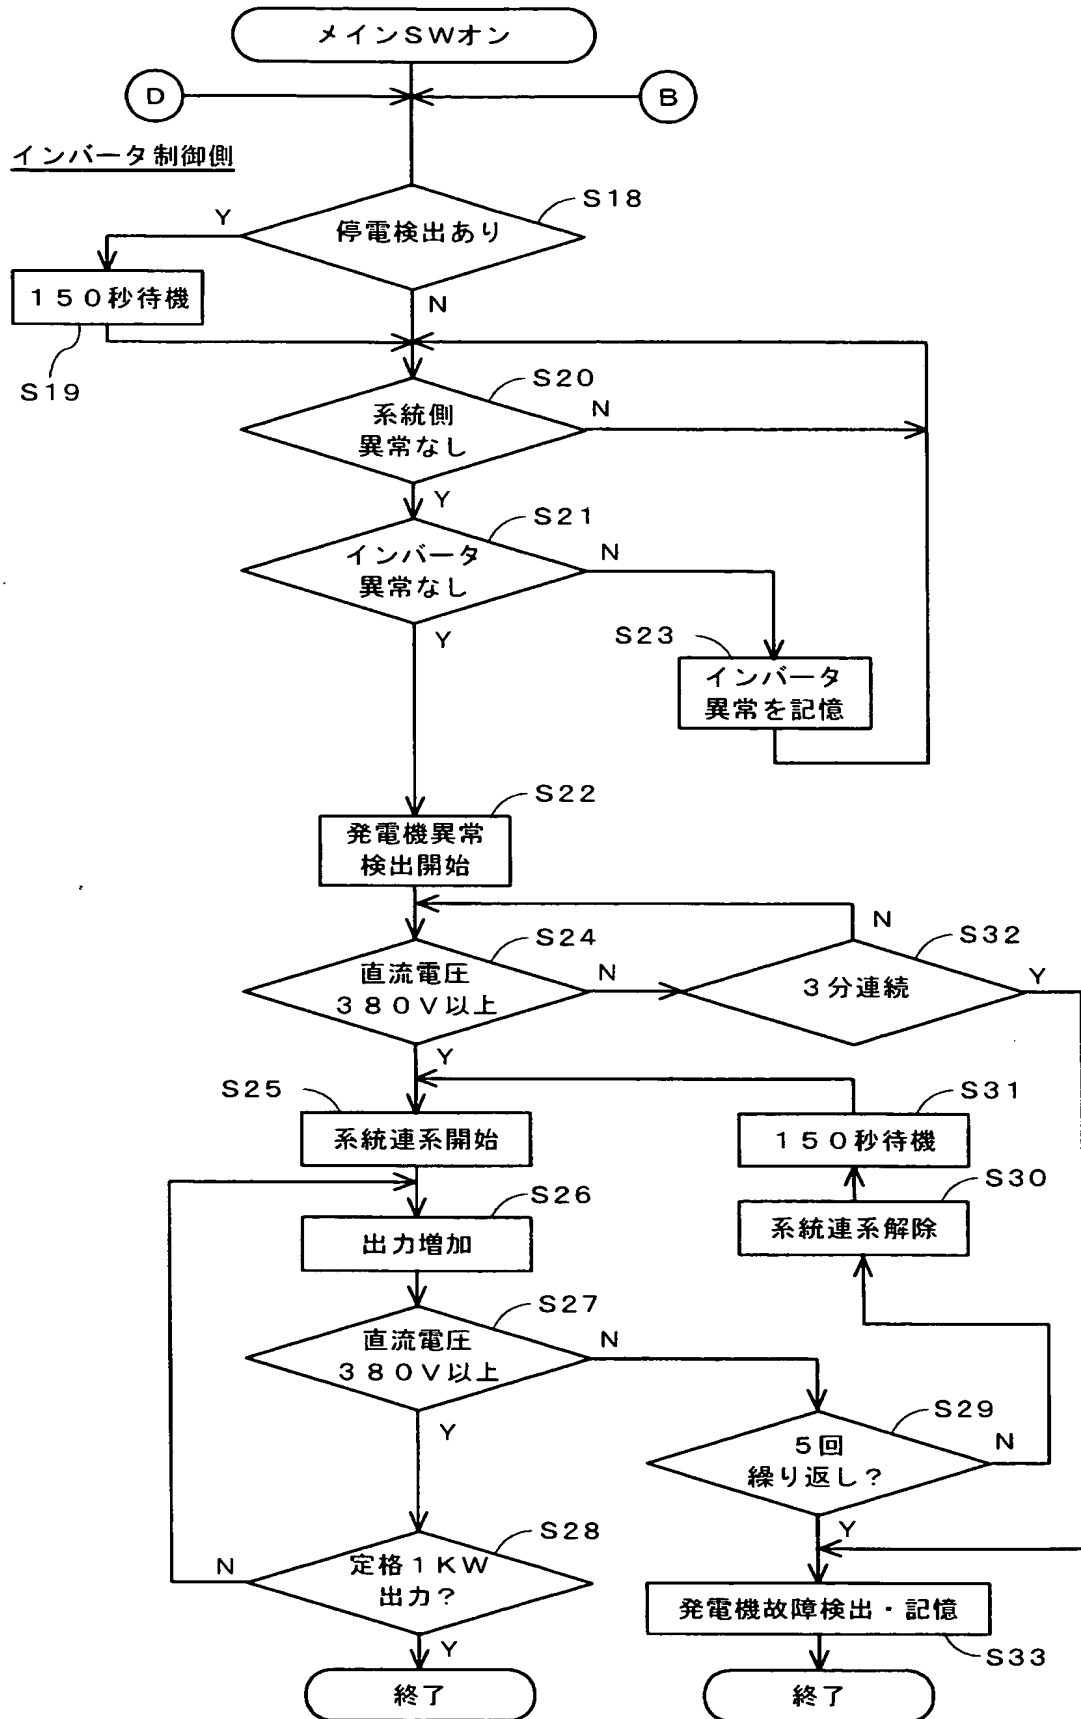 メインSWオン
D
B
インバータ制御側
S18
Y
停電検出あり
150秒待機
N
S19
S20
系統側
異常なし
N
Y
S21
インバータ
異常なし
N
Y
S23
インバータ
異常を記憶
S22
発電機異常
検出開始
N
S24
S32
直流電圧
380V以上
N
3分連続
Y
Y
S25
S31
系統連系開始
150秒待機
S26
S30
出力増加
系統連系解除
S27
直流電圧
380V以上
N
Y
S29
5回
繰り返し?
N
S28
Y
N
定格1KW
出力?
発電機故障検出・記憶
Y
S33
終了
終了